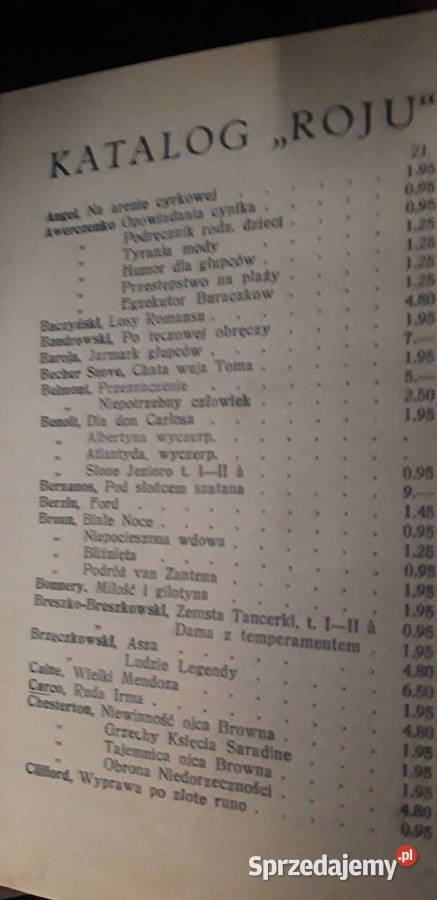 KATALOG „ROJU"
Zł.
Angel, Na arenie cyrkowej . . . . . 1.95
Awerczenko Opowiadania cynika . . . . 0.95
„ Podręcznik rodz. dzieci . . . . 0.95
„ Tyrania mody . . . . 1.25
„ Humor dla głupców . . . . 1.25
„ Przestępstwo na plaży . . . . 1.25
„ Egzekutor Buraczkow . . . . 1.25
Baczyński, Losy Romansu . . . . . 4.80
Bandrowski, Po tęczowej obręczy . . . . 1.95
Baroja, Jarmark głupców . . . . . 7.—
Becher Stowe, Chata wuja Toma . . . . 1.95
Belmont, Przeznaczenie . . . . . 5.—
„ Niepotrzebny człowiek . . . . 2.50
Benoit, Dla don Carlosa . . . . . 1.95
„ Albertyna wyczerp. . . . . .
„ Atlantyda, wyczerp. . . . . .
„ Słone Jezioro t. I—II à . . . . 0.95
Bernanos, Pod słońcem szatana . . . . 9.—
Berzin, Ford . . . . . . . 1.45
Braun, Białe Noce . . . . . . 0.95
„ Niepocieszona wdowa . . . . . 1.25
„ Bliźnięta . . . . . . 0.95
„ Podróż van Zantena . . . . . 1.95
Bonnery, Miłość i gilotyna . . . . . 1.95
Breszko-Breszkowski, Zemsta Tancerki, t. I—II à 0.95
„ Dama z temperamentem . 1.95
Brzęczkowski, Asza . . . . . . 4.80
„ Ludzie Legendy . . . . . 6.50
Caine, Wielki Mendoza . . . . . 1.95
Carco, Ruda Irma . . . . . . 4.80
Chesterton, Niewinność ojca Browna . . . . 1.95
„ Grzechy Księcia Saradine . . . 1.95
„ Tajemnica ojca Browna . . . . 1.95
„ Obrona Niedorzeczności . . . . 4.80
Clifford, Wyprawa po złote runo . . . . 0.95
Sprzedajemy.pl